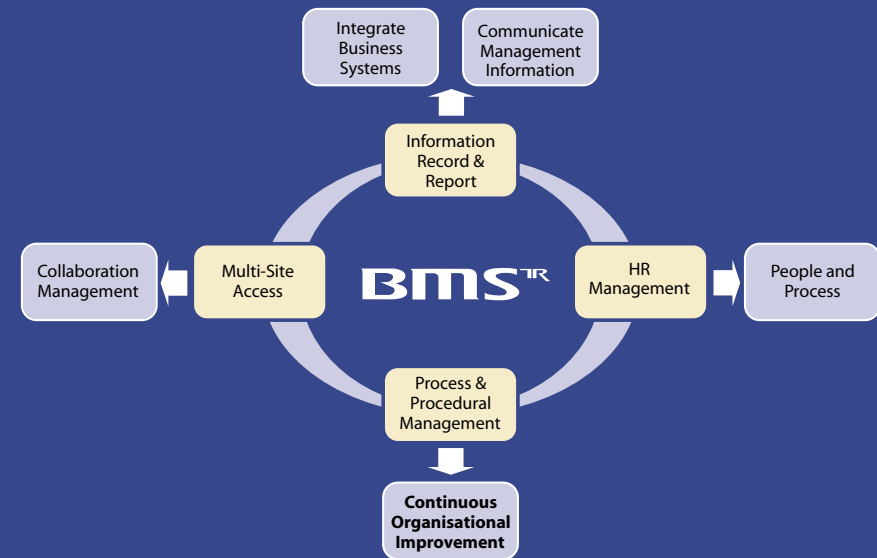 Integrate
Business
Systems
Communicate
Management
Information
Information
Record &
Report
Collaboration
Management
Multi-Site
Access
BMS TR
HR
Management
People and
Process
Process &
Procedural
Management
Continuous
Organisational
Improvement